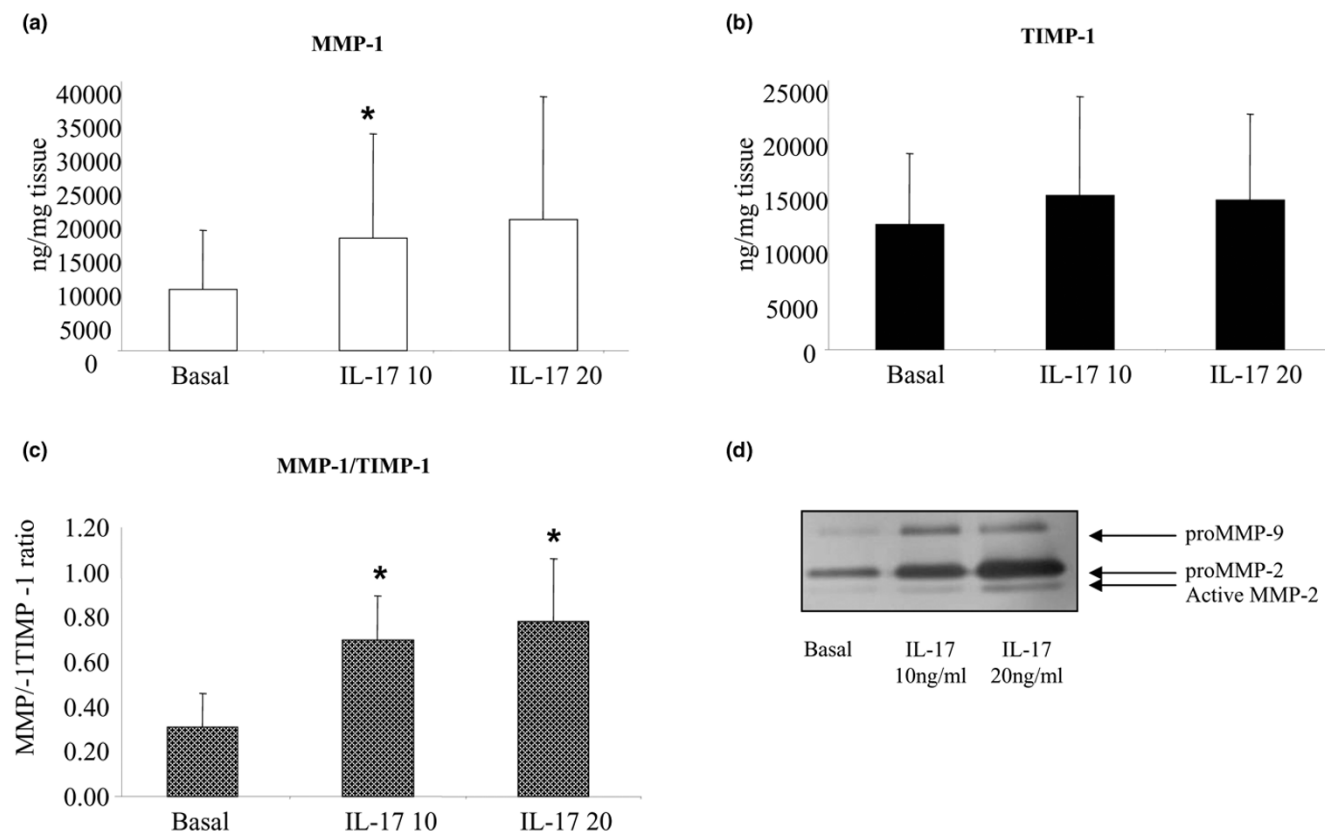 (a)
MMP-1
ng/mg tissue
40000
35000
30000
25000
20000
15000
10000
5000
0
*
Basal
IL-17 10
IL-17 20
(b)
TIMP-1
ng/mg tissue
25000
20000
15000
10000
5000
0
Basal
IL-17 10
IL-17 20
(c)
MMP-1/TIMP-1
MMP/-1TIMP -1 ratio
1.20
1.00
0.80
0.60
0.40
0.20
0.00
*
*
Basal
IL-17 10
IL-17 20
(d)
proMMP-9
proMMP-2
Active MMP-2
Basal
IL-17
10ng/ml
IL-17
20ng/ml